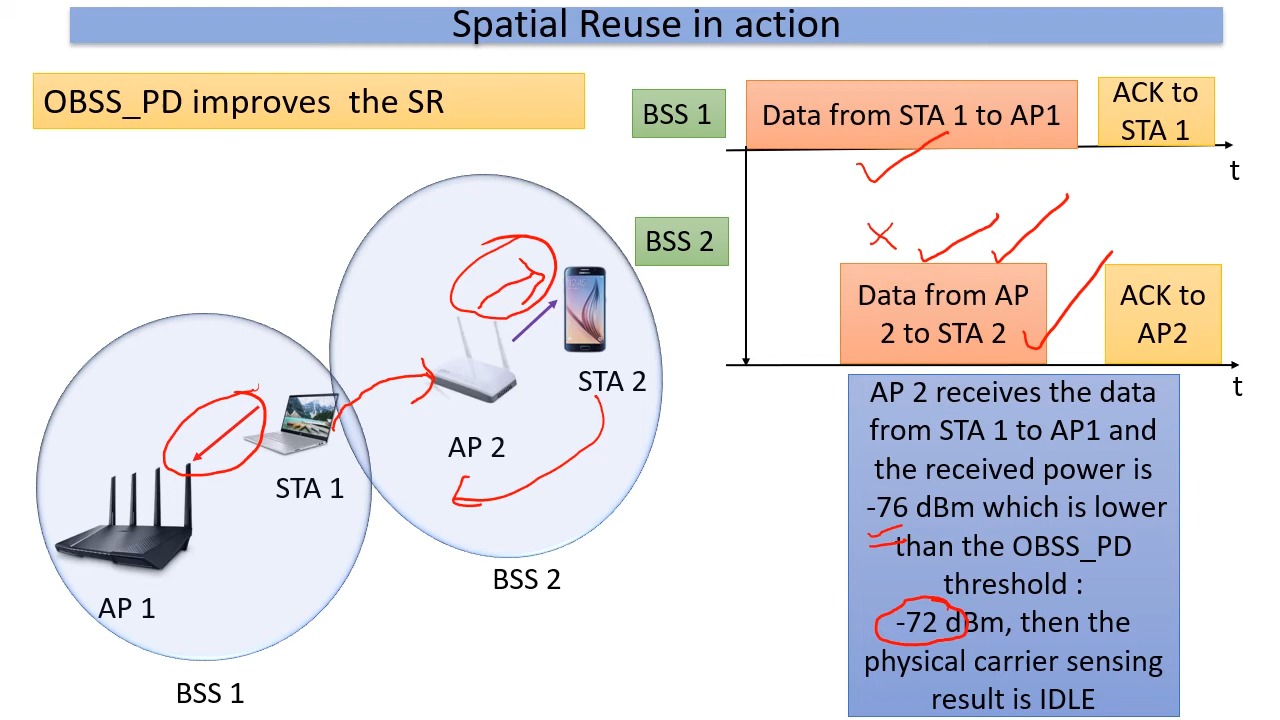 Spatial Reuse in action
OBSS_PD improves the SR
BSS 1
Data from STA 1 to AP1
ACK to
STA 1
t
BSS 2
Data from AP
2 to STA 2
ACK to
AP2
t
STA 2
AP 2
STA 1
BSS 2
AP 1
BSS 1
AP 2 receives the data
from STA 1 to AP1 and
the received power is
-76 dBm which is lower
than the OBSS_PD
threshold :
-72 dBm, then the
physical carrier sensing
result is IDLE